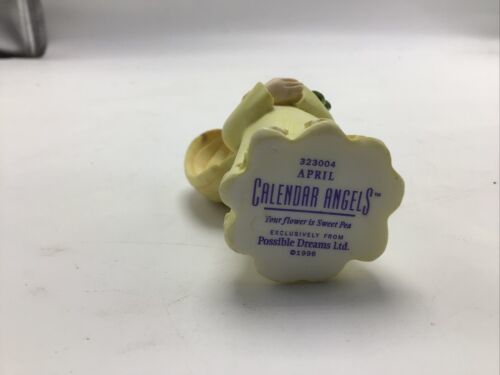 323004
APRIL
CALENDAR ANGELS™
Your flower is Sweet Pea
EXCLUSIVELY FROM
Possible Dreams Ltd.
©1996